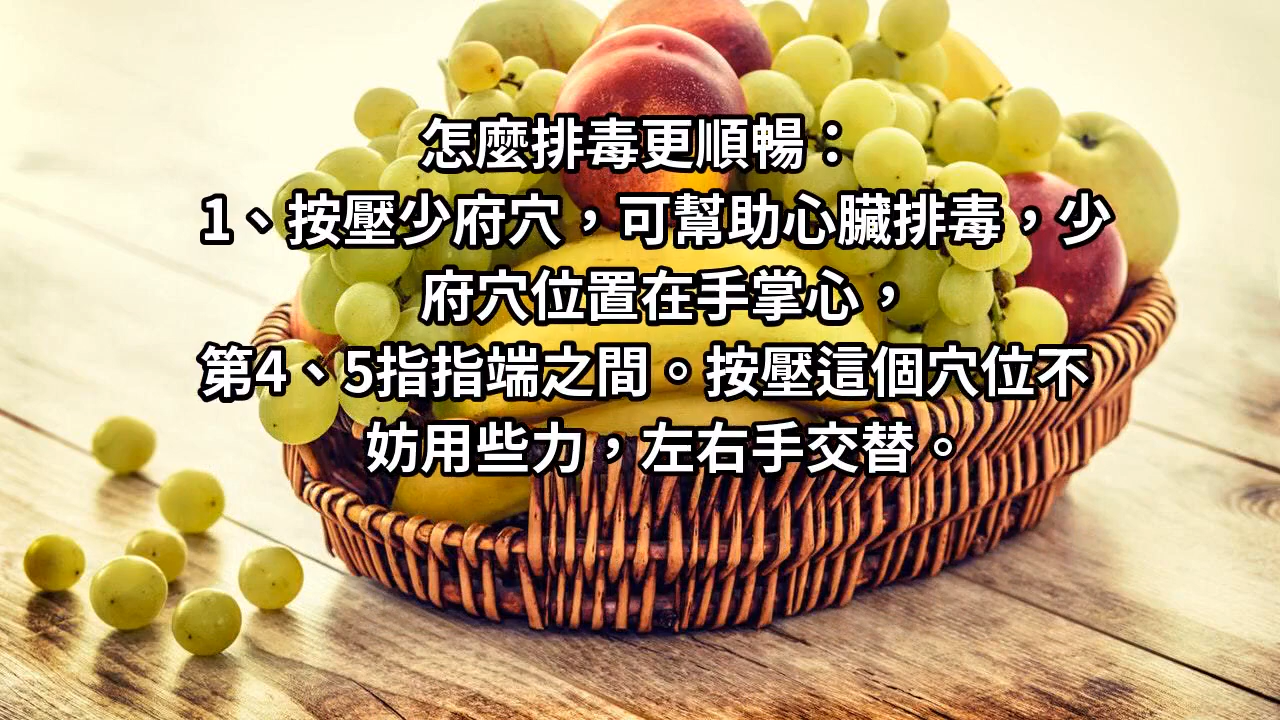 怎麼排毒更順暢：
1、按壓少府穴，可幫助心臟排毒，少
府穴位置在手掌心，
第4、5指指端之間。按壓這個穴位不
妨用些力，左右手交替。